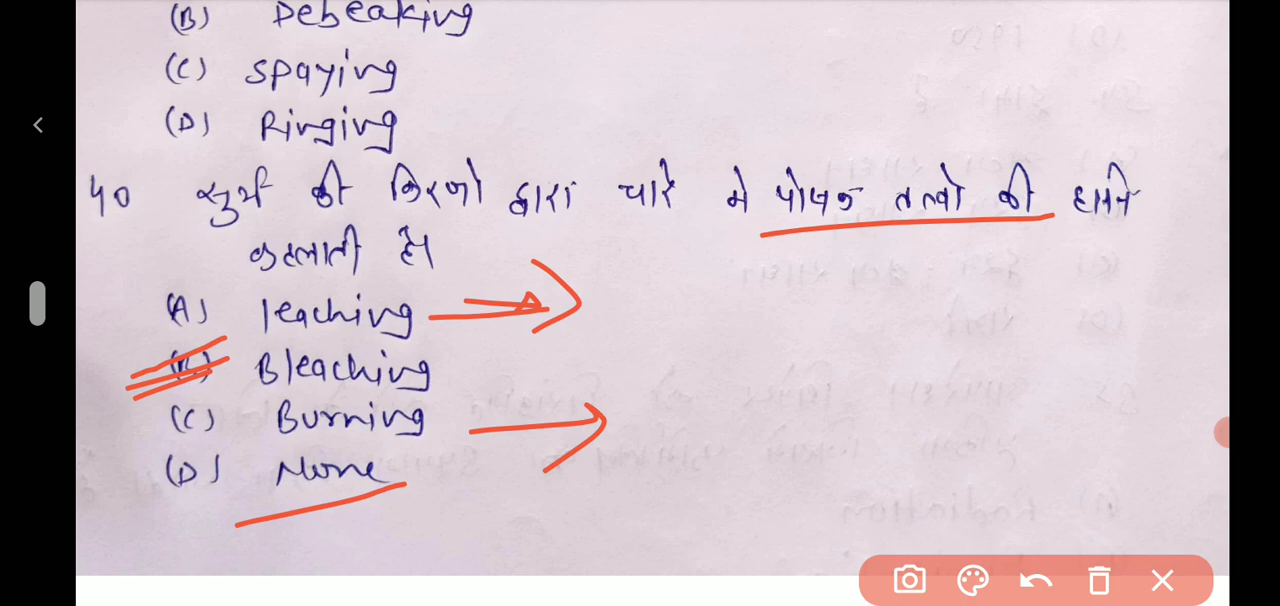 (B) Debeaking
(C) Spaying
(D) Ringing
40 सुर्य की किरणो द्वारा चारे मे पोषक तत्वो की हानि
कहलाती है।
(A) leaching
(B) Bleaching
(C) Burning
(D) None